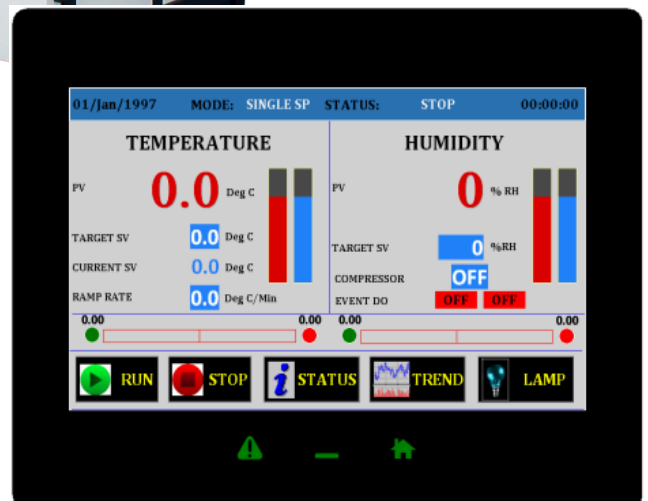 01/Jan/1997 MODE: SINGLE SP STATUS: STOP 00:00:00
TEMPERATURE
PV 0.0 Deg C
TARGET SV 0.0 Deg C
CURRENT SV 0.0 Deg C
RAMP RATE 0.0 Deg C/Min
0.00 0.00
HUMIDITY
PV 0 % RH
TARGET SV 0 %RH
COMPRESSOR OFF
EVENT DO OFF OFF
0.00 0.00
RUN STOP STATUS TREND LAMP